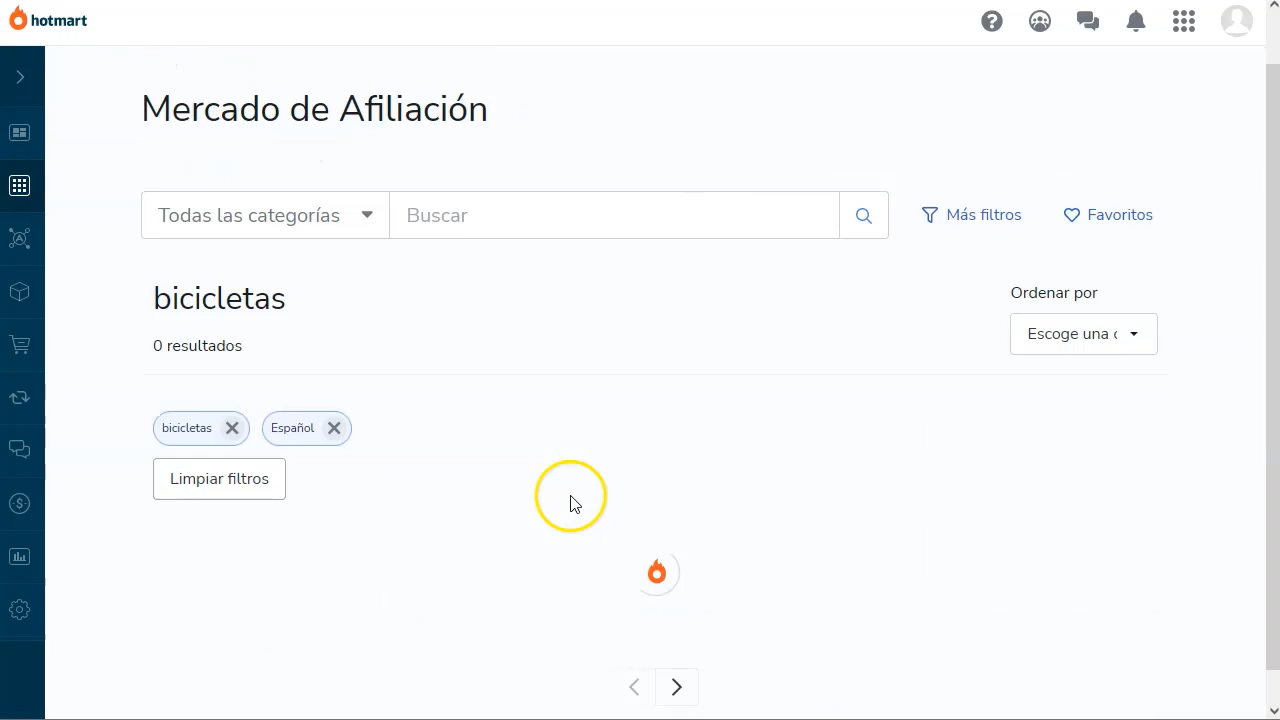 hotmart
Mercado de Afiliación
Todas las categorías
Buscar
Más filtros
Favoritos
bicicletas
Ordenar por
0 resultados
Escoge una
bicicletas
Español
Limpiar filtros